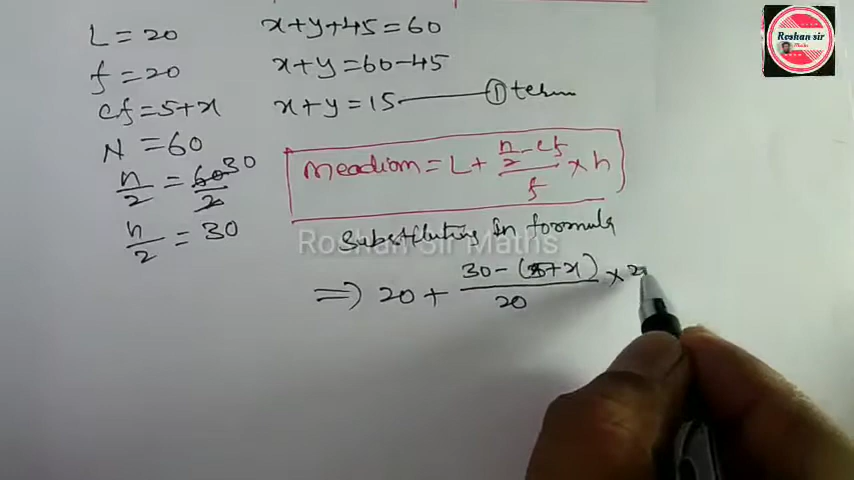 L = 20
f = 20
cf = 5+x
N = 60
n/2 = 60/2 30
n/2 = 30
x+y+45 = 60
x+y = 60-45
x+y = 15 ——— ① term
Meadian = L + (n/2 - cf)/f × h
Substituting in formula
⇒ 20 + (30-(5+x))/20 ×
Roshan Sir Maths
Roshan sir
Maths